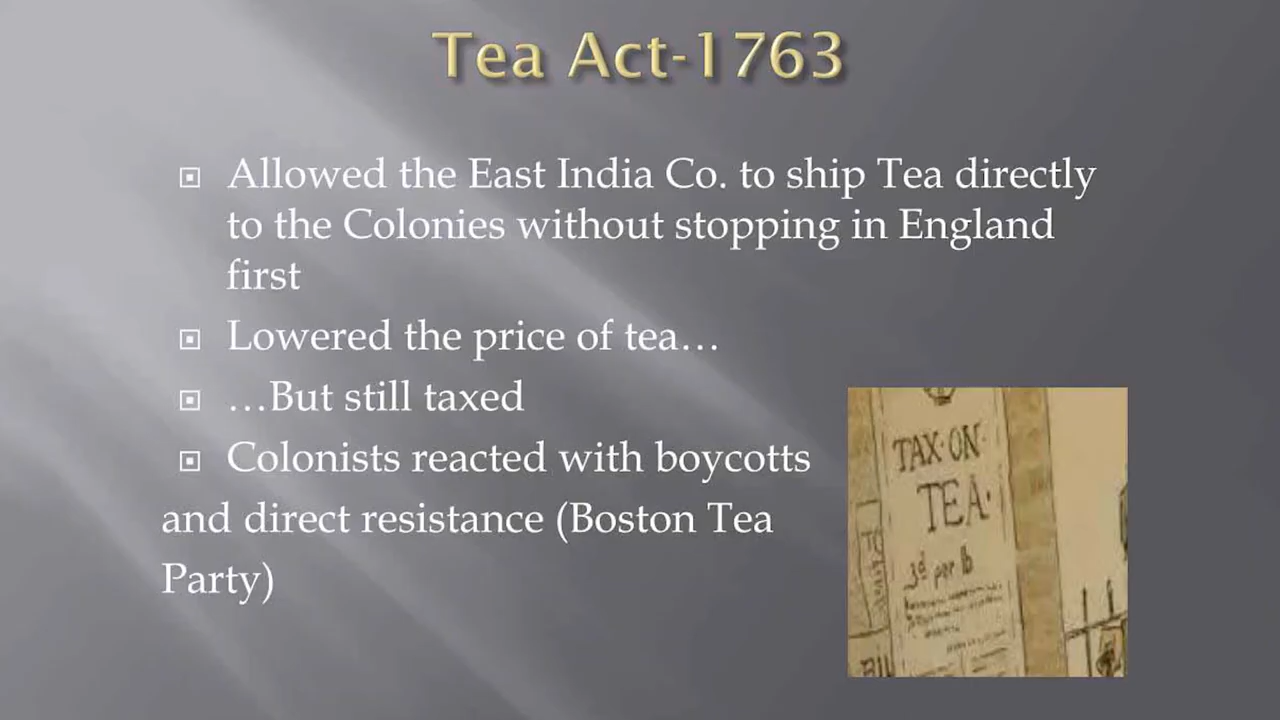 Tea Act-1763
Allowed the East India Co. to ship Tea directly
to the Colonies without stopping in England
first
Lowered the price of tea…
…But still taxed
Colonists reacted with boycotts
and direct resistance (Boston Tea
Party)
TAX·ON·
TEA·
3d per lb